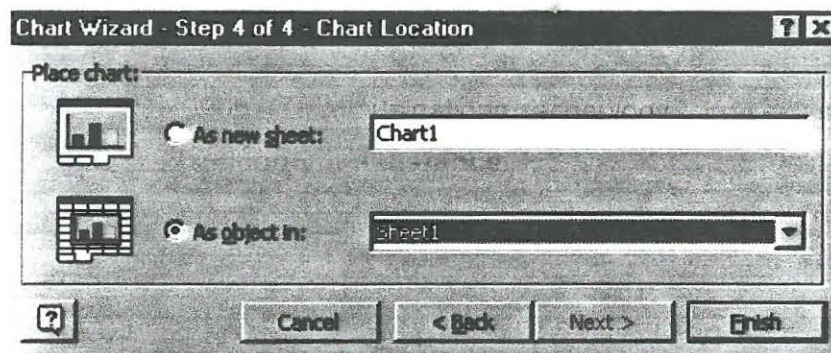 Chart Wizard - Step 4 of 4 - Chart Location
Place chart:
As new sheet: Chart1
As object in: Sheet1
Cancel < Back Next > Finish